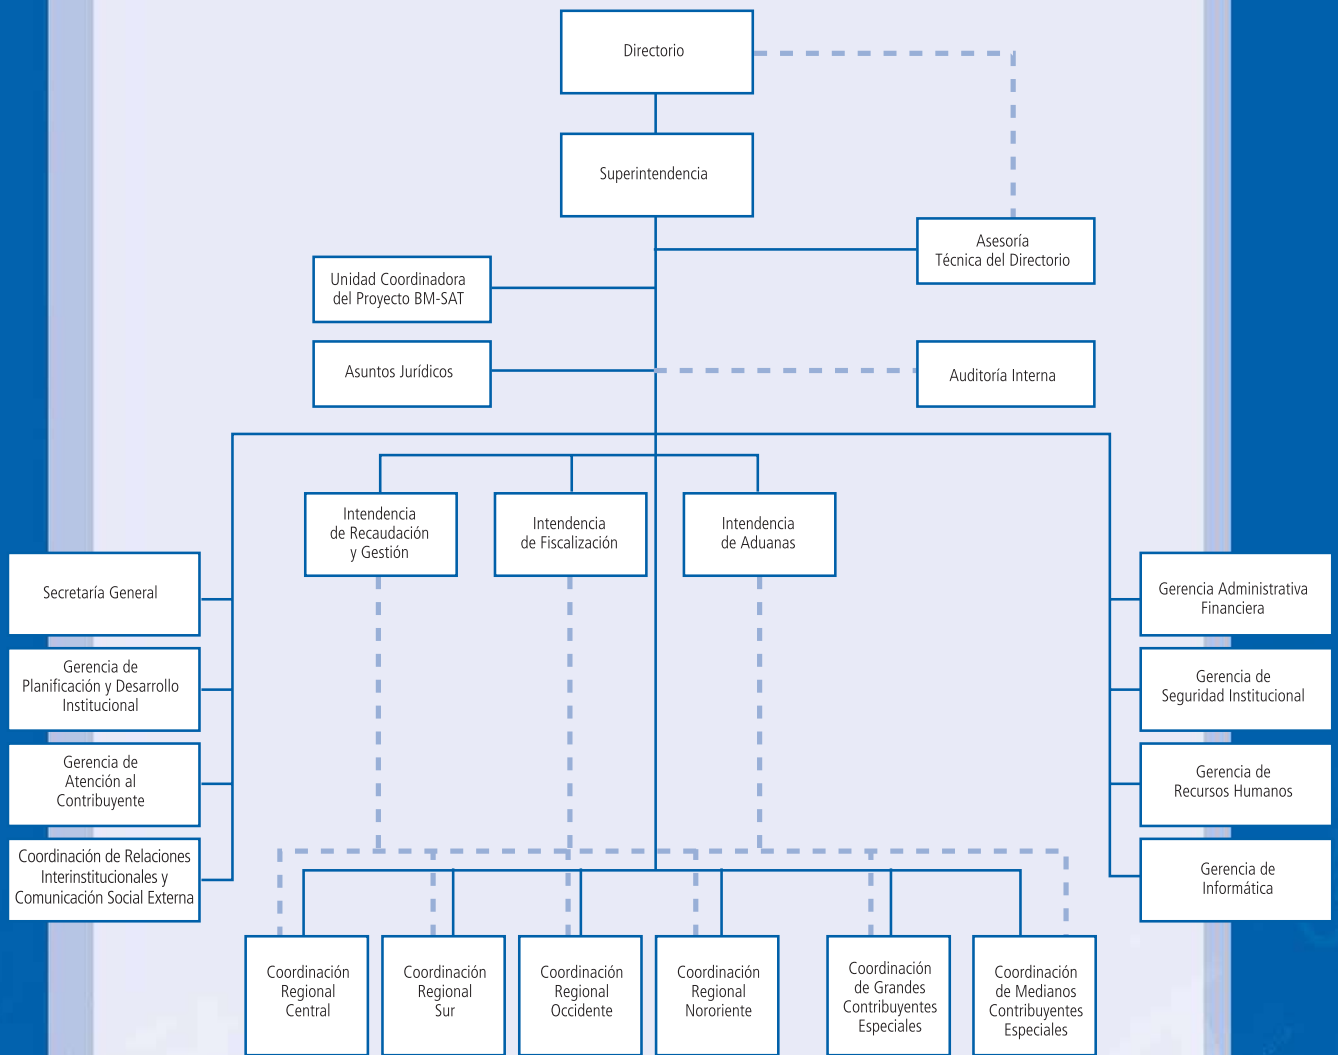 Directorio
Superintendencia
Asesoría
Técnica del Directorio
Unidad Coordinadora
del Proyecto BM-SAT
Asuntos Jurídicos
Auditoría Interna
Intendencia
de Recaudación
y Gestión
Intendencia
de Fiscalización
Intendencia
de Aduanas
Secretaría General
Gerencia de
Planificación y Desarrollo
Institucional
Gerencia de
Atención al
Contribuyente
Coordinación de Relaciones
Interinstitucionales y
Comunicación Social Externa
Gerencia Administrativa
Financiera
Gerencia de
Seguridad Institucional
Gerencia de
Recursos Humanos
Gerencia de
Informática
Coordinación
Regional
Central
Coordinación
Regional
Sur
Coordinación
Regional
Occidente
Coordinación
Regional
Nororiente
Coordinación
de Grandes
Contribuyentes
Especiales
Coordinación
de Medianos
Contribuyentes
Especiales